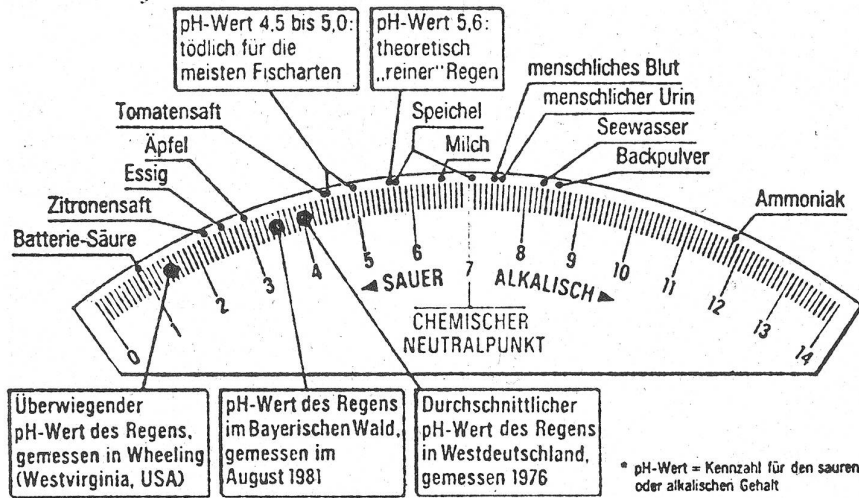 pH-Wert 4,5 bis 5,0:
tödlich für die
meisten Fischarten
pH-Wert 5,6:
theoretisch
„reiner" Regen
menschliches Blut
menschlicher Urin
Tomatensaft
Speichel
Seewasser
Äpfel
Milch
Backpulver
Essig
Zitronensaft
Ammoniak
Batterie-Säure
0
1
2
3
4
5
6
7
8
9
10
11
12
13
14
◄ SAUER
ALKALISCH ►
CHEMISCHER
NEUTRALPUNKT
Überwiegender
pH-Wert des Regens,
gemessen in Wheeling
(Westvirginia, USA)
pH-Wert des Regens
im Bayerischen Wald,
gemessen im
August 1981
Durchschnittlicher
pH-Wert des Regens
in Westdeutschland,
gemessen 1976
* pH-Wert = Kennzahl für den sauren
oder alkalischen Gehalt